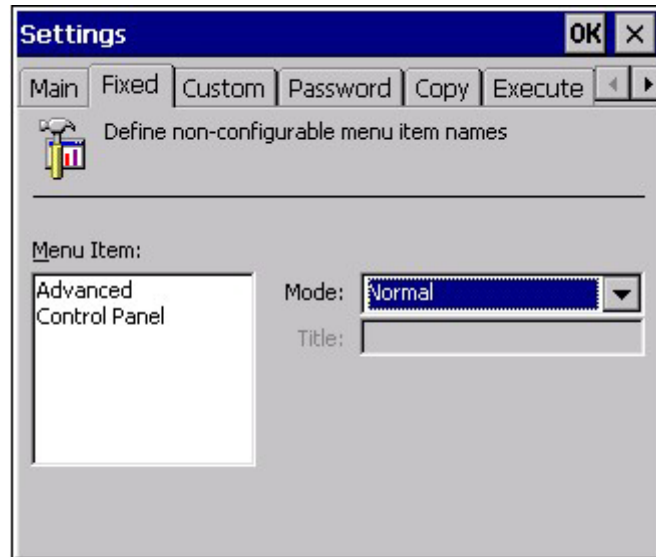 Settings OK ×
Main Fixed Custom Password Copy Execute
Define non-configurable menu item names
Menu Item:
Advanced
Control Panel
Mode: Normal
Title: